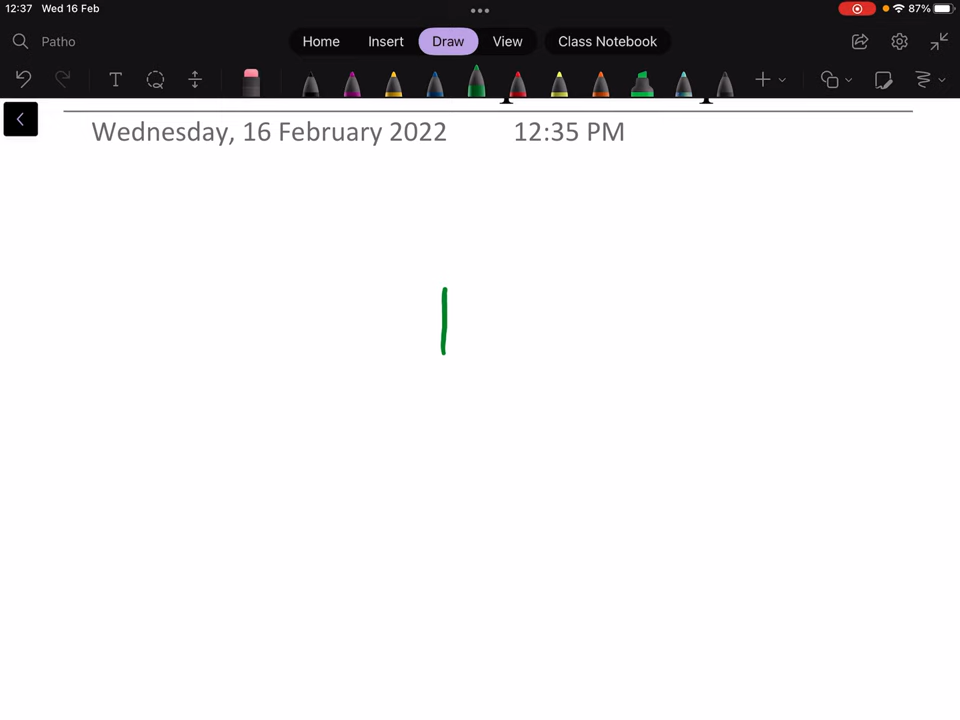 12:37 Wed 16 Feb 87%
Patho Home Insert Draw View Class Notebook
T
Wednesday, 16 February 2022 12:35 PM